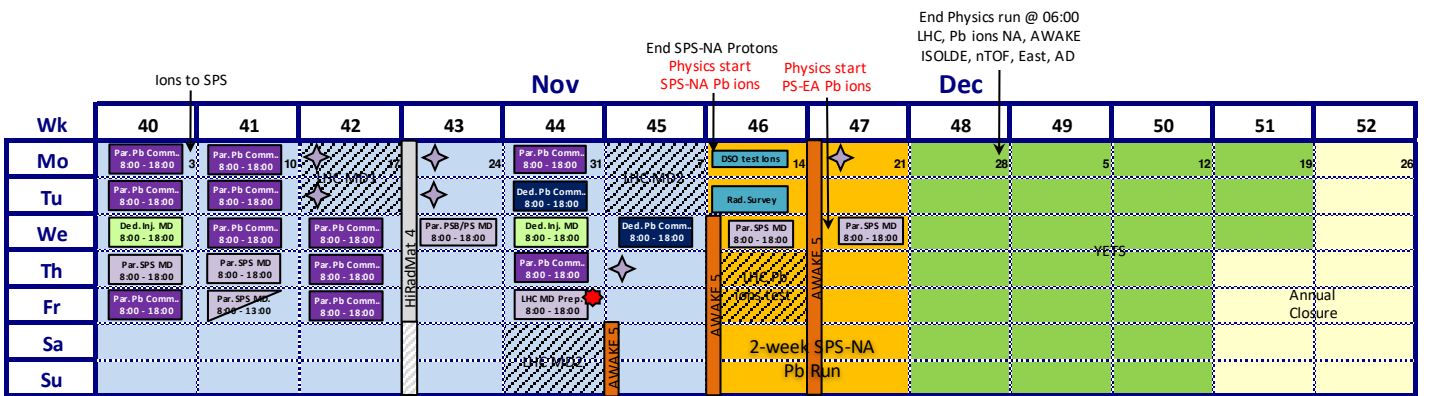 End Physics run @ 06:00
LHC, Pb ions NA, AWAKE
ISOLDE, nTOF, East, AD
End SPS-NA Protons
Physics start
SPS-NA Pb ions
Physics start
PS-EA Pb ions
Ions to SPS
Nov
Dec
Wk 40 41 42 43 44 45 46 47 48 49 50 51 52
Mo
Par. Pb Comm..
8:00 - 18:00
3
Par. Pb Comm..
8:00 - 18:00
10
17
24
Par. Pb Comm..
8:00 - 18:00
31
7
DSO test Ions
14
21
28
5
12
19
26
LHC MD1
LHC MD2
Tu
Par. Pb Comm..
8:00 - 18:00
Par. Pb Comm..
8:00 - 18:00
Ded. Pb Comm..
8:00 - 18:00
Rad. Survey
We
Ded. Inj. MD
8:00 - 18:00
Par. Pb Comm..
8:00 - 18:00
Par. Pb Comm..
8:00 - 18:00
Par. PSB/PS MD
8:00 - 18:00
Ded. Inj. MD
8:00 - 18:00
Ded. Pb Comm..
8:00 - 18:00
Par. SPS MD
8:00 - 18:00
Par. SPS MD
8:00 - 18:00
HiRadMat 4
YETS
Th
Par. SPS MD
8:00 - 18:00
Par. SPS MD
8:00 - 18:00
Par. Pb Comm..
8:00 - 18:00
Par. Pb Comm..
8:00 - 18:00
LHC Pb
ions test
Fr
Par. Pb Comm..
8:00 - 18:00
Par. SPS MD.
8:00 - 13:00
Par. Pb Comm..
8:00 - 18:00
LHC MD Prep.
8:00 - 18:00
Annual
Closure
AWAKE 5
AWAKE 5
AWAKE 5
Sa
LHC MD2
2-week SPS-NA
Pb Run
Su